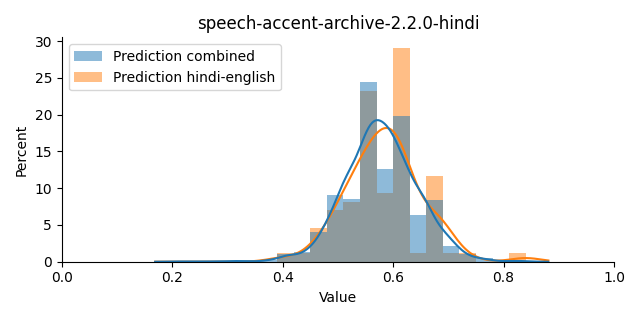 speech-accent-archive-2.2.0-hindi
Prediction combined
Prediction hindi-english
Percent
30
25
20
15
10
5
0
0.0 0.2 0.4 0.6 0.8 1.0
Value